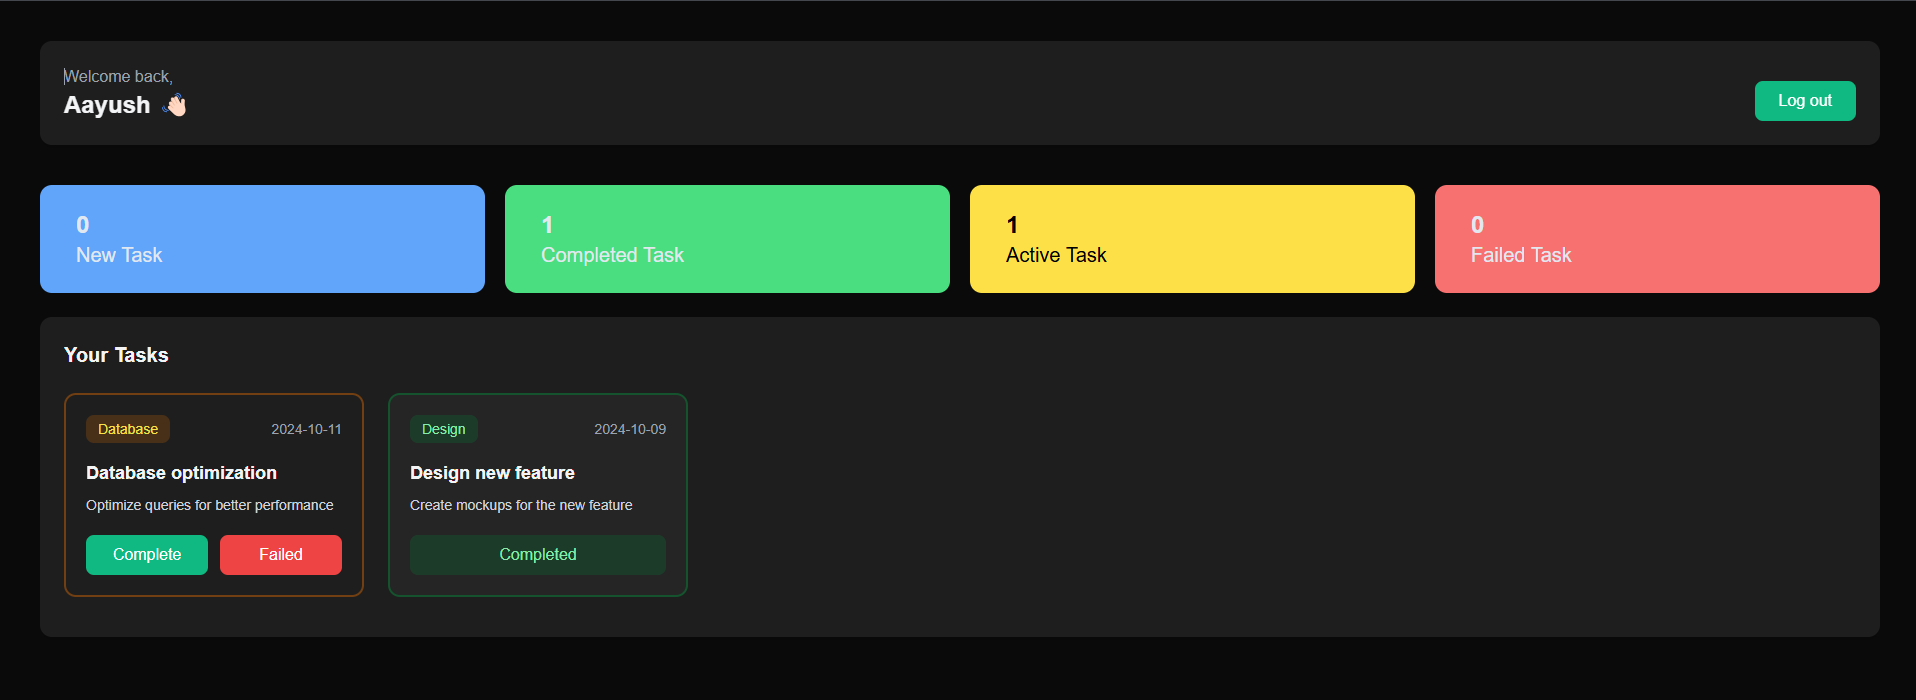 Welcome back,
Aayush 👋🏻
Log out
0
New Task
1
Completed Task
1
Active Task
0
Failed Task
Your Tasks
Database
2024-10-11
Database optimization
Optimize queries for better performance
Complete
Failed
Design
2024-10-09
Design new feature
Create mockups for the new feature
Completed